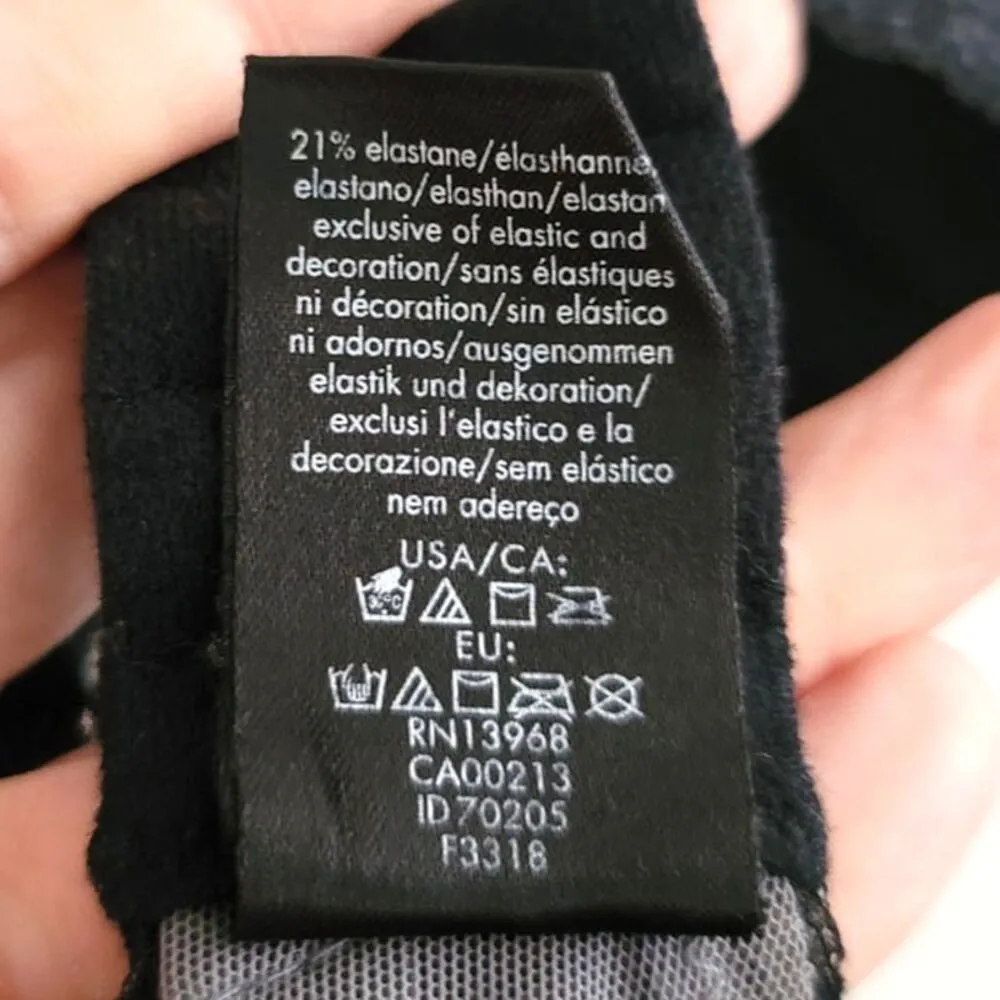 21% elastane/élasthanne/
elastano/elasthan/elastan
exclusive of elastic and
decoration/sans élastiques
ni décoration/sin elástico
ni adornos/ausgenommen
elastik und dekoration/
exclusi l'elastico e la
decorazione/sem elástico
nem adereço
USA/CA:
30°C
EU:
RN13968
CA00213
ID70205
F3318